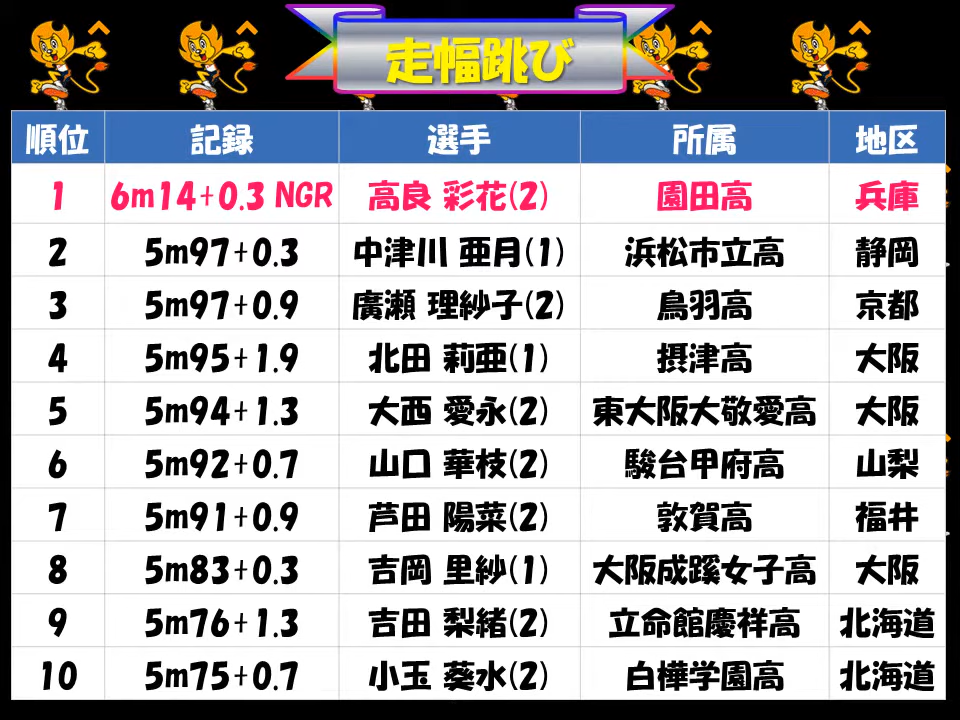 走幅跳び
順位 記録 選手 所属 地区
1 6m14+0.3 NGR 高良 彩花(2) 園田高 兵庫
2 5m97+0.3 中津川 亜月(1) 浜松市立高 静岡
3 5m97+0.9 廣瀬 理紗子(2) 鳥羽高 京都
4 5m95+1.9 北田 莉亜(1) 摂津高 大阪
5 5m94+1.3 大西 愛永(2) 東大阪大敬愛高 大阪
6 5m92+0.7 山口 華枝(2) 駿台甲府高 山梨
7 5m91+0.9 芦田 陽菜(2) 敦賀高 福井
8 5m83+0.3 吉岡 里紗(1) 大阪成蹊女子高 大阪
9 5m76+1.3 吉田 梨緒(2) 立命館慶祥高 北海道
10 5m75+0.7 小玉 葵水(2) 白樺学園高 北海道